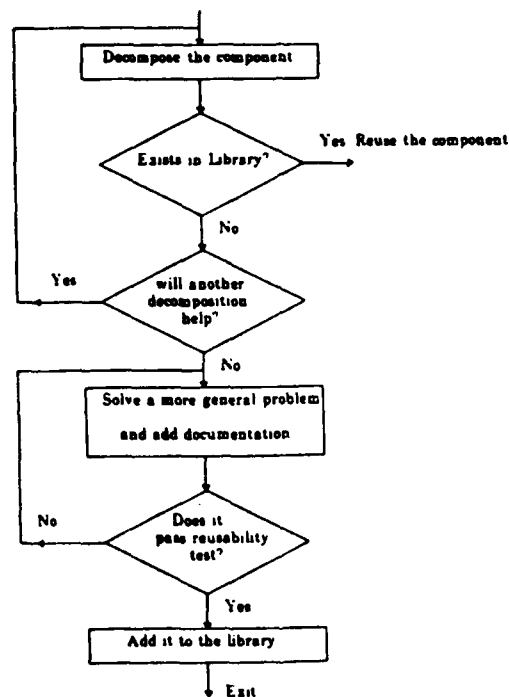 Decompose the component
Exists in Library?
Yes Reuse the component
No
will another
decomposition
help?
Yes
No
Solve a more general problem
and add documentation
Does it
pass reusability
test?
No
Yes
Add it to the library
Exit